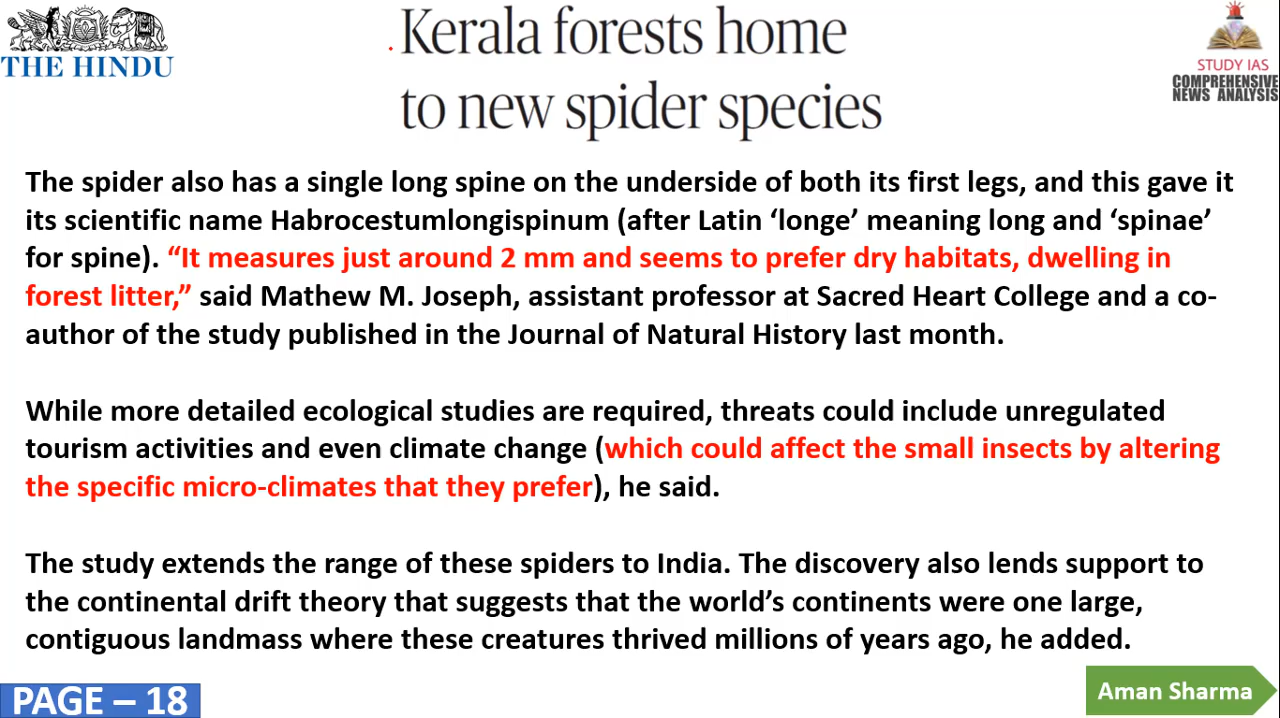 THE HINDU
Kerala forests home
to new spider species
STUDY IAS
COMPREHENSIVE
NEWS ANALYSIS
The spider also has a single long spine on the underside of both its first legs, and this gave it
its scientific name Habrocestumlongispinum (after Latin ‘longe’ meaning long and ‘spinae’
for spine). “It measures just around 2 mm and seems to prefer dry habitats, dwelling in
forest litter,” said Mathew M. Joseph, assistant professor at Sacred Heart College and a co-
author of the study published in the Journal of Natural History last month.
While more detailed ecological studies are required, threats could include unregulated
tourism activities and even climate change (which could affect the small insects by altering
the specific micro-climates that they prefer), he said.
The study extends the range of these spiders to India. The discovery also lends support to
the continental drift theory that suggests that the world’s continents were one large,
contiguous landmass where these creatures thrived millions of years ago, he added.
PAGE – 18
Aman Sharma